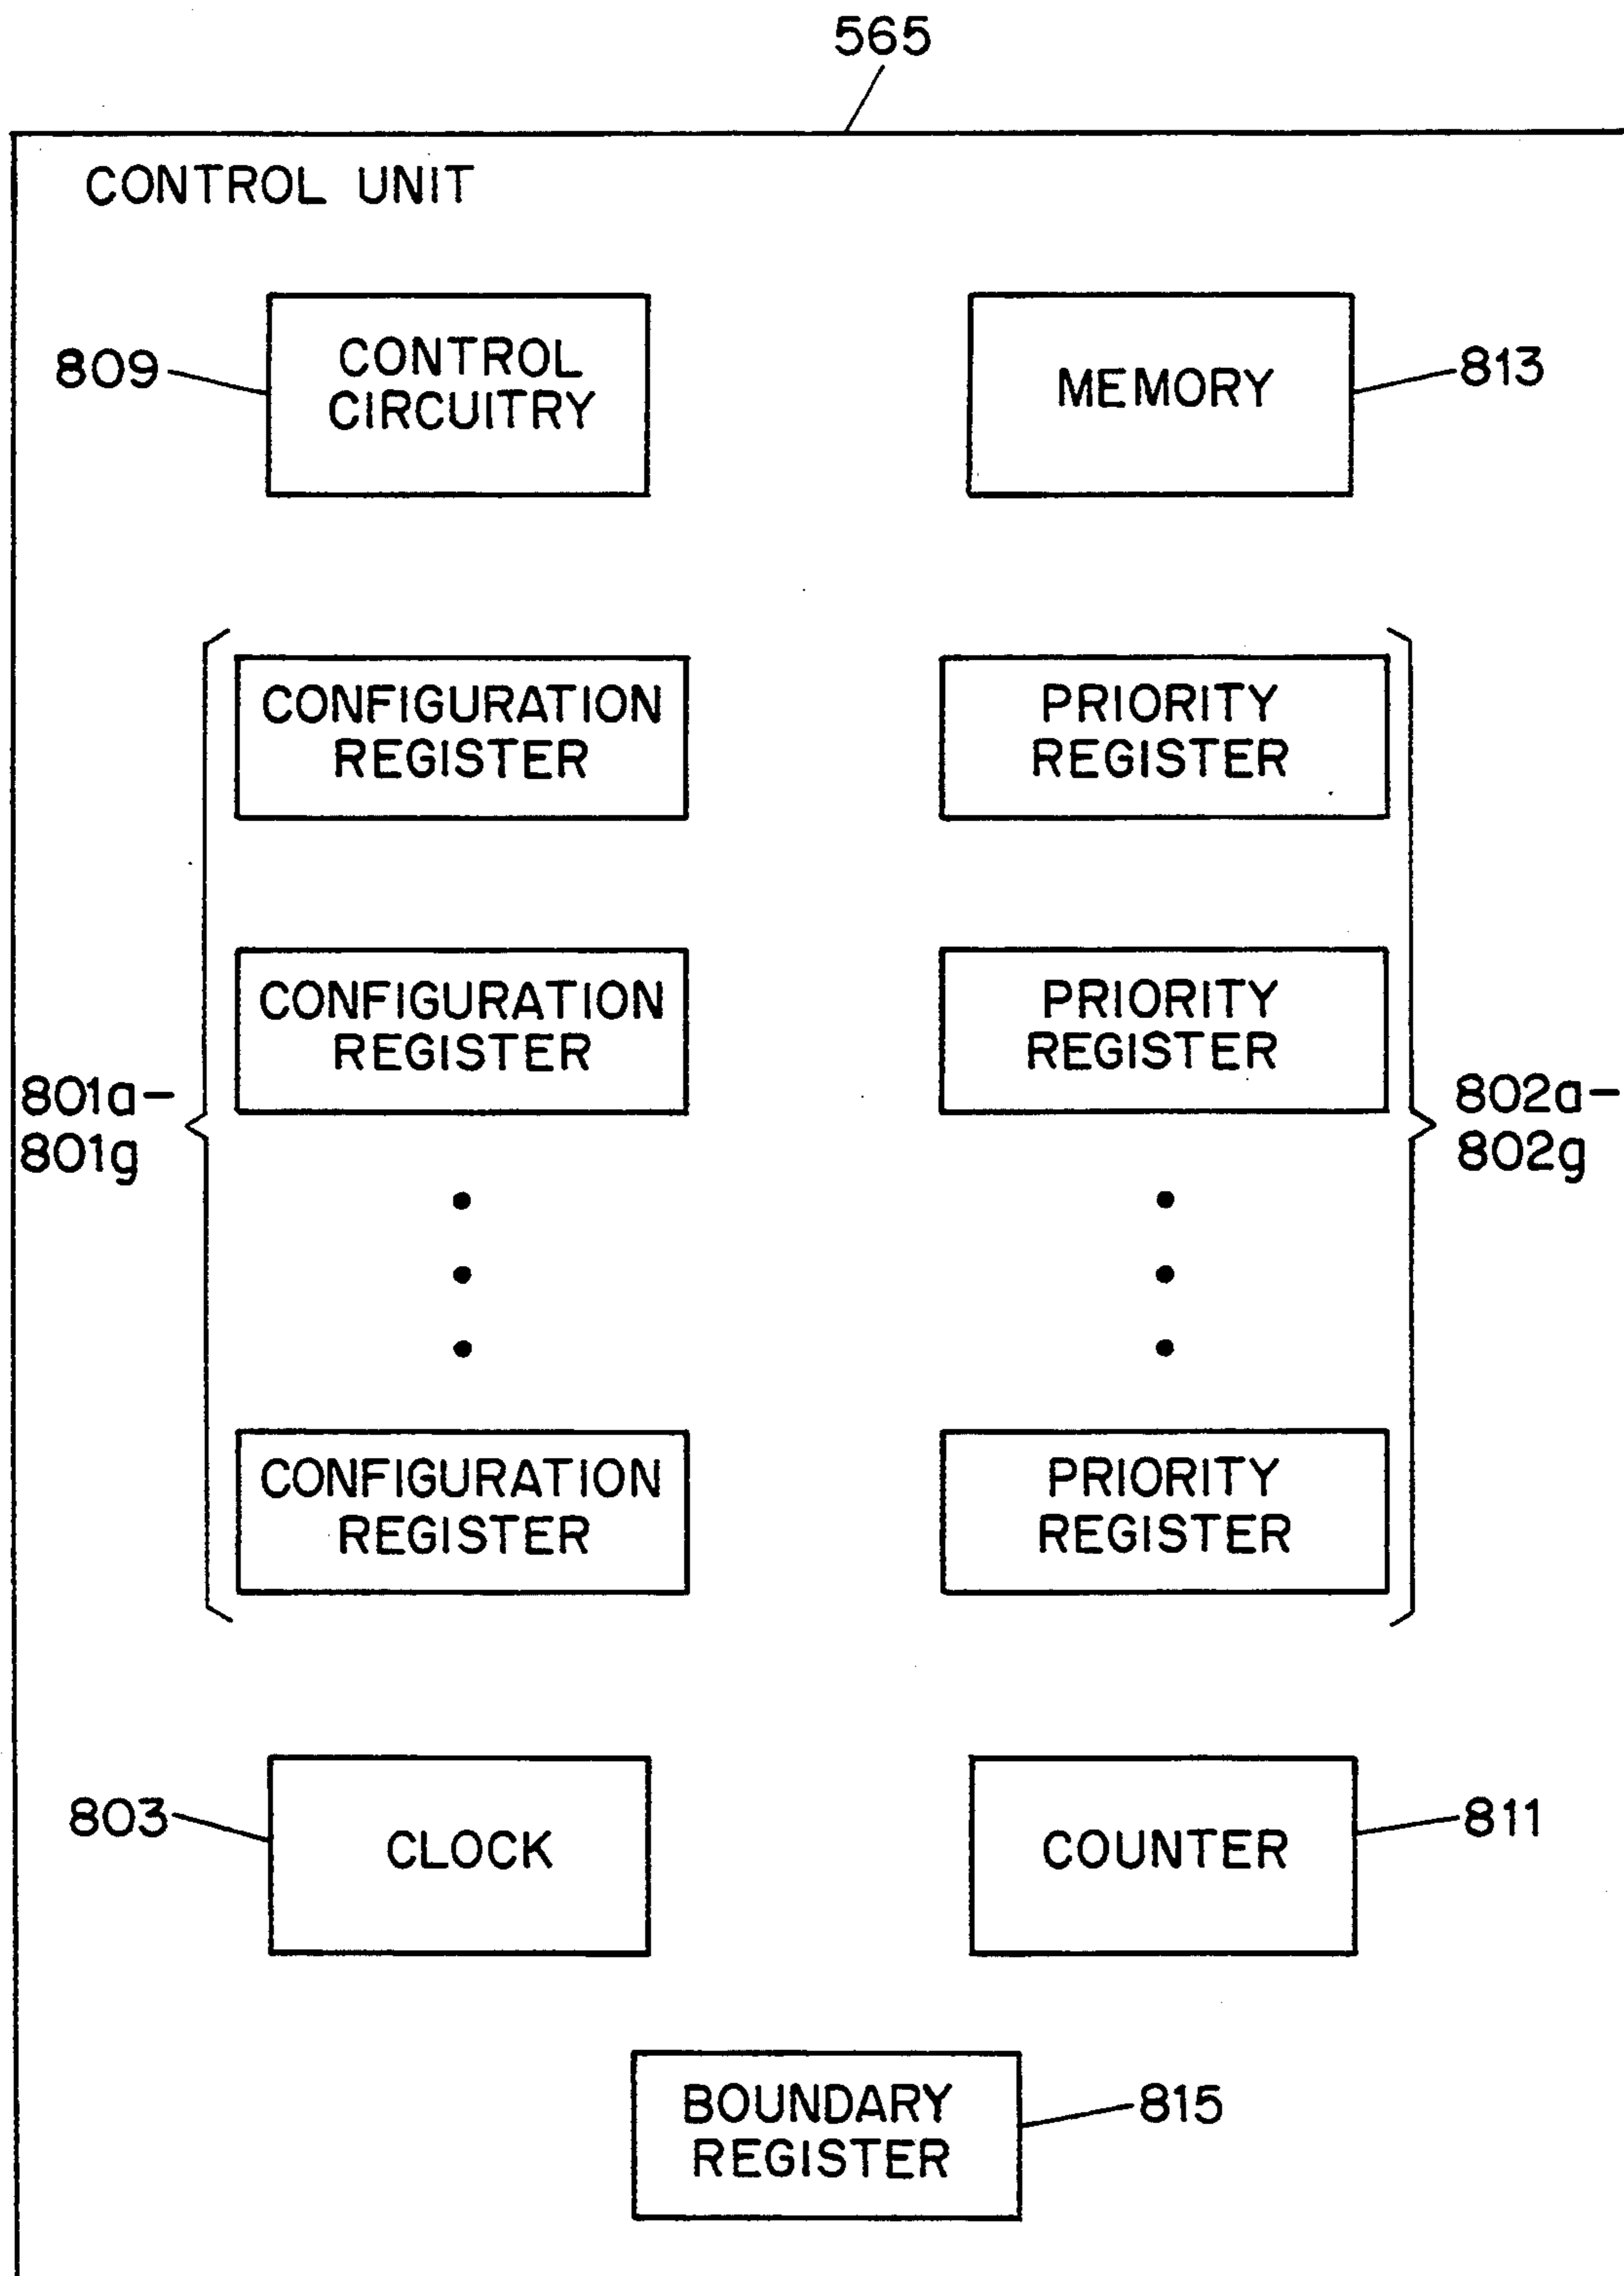 565
CONTROL UNIT
809
CONTROL
CIRCUITRY
MEMORY
813
CONFIGURATION
REGISTER
PRIORITY
REGISTER
CONFIGURATION
REGISTER
PRIORITY
REGISTER
801a-
801g
802a-
802g
CONFIGURATION
REGISTER
PRIORITY
REGISTER
803
CLOCK
COUNTER
811
BOUNDARY
REGISTER
815